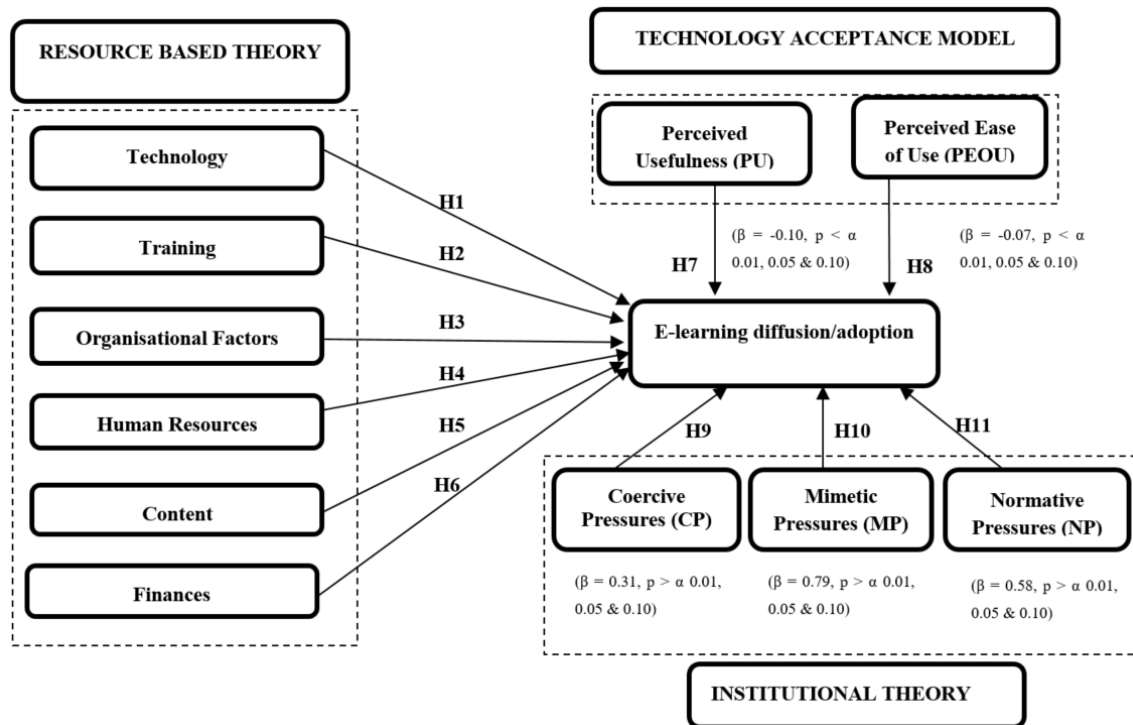 RESOURCE BASED THEORY
Technology
Training
Organisational Factors
Human Resources
Content
Finances
H1
H2
H3
H4
H5
H6
TECHNOLOGY ACCEPTANCE MODEL
Perceived
Usefulness (PU)
Perceived Ease
of Use (PEOU)
(β = -0.10, p < α
0.01, 0.05 & 0.10)
(β = -0.07, p < α
0.01, 0.05 & 0.10)
H7
H8
E-learning diffusion/adoption
H9
H10
H11
Coercive
Pressures (CP)
Mimetic
Pressures (MP)
Normative
Pressures (NP)
(β = 0.31, p > α 0.01,
0.05 & 0.10)
(β = 0.79, p > α 0.01,
0.05 & 0.10)
(β = 0.58, p > α 0.01,
0.05 & 0.10)
INSTITUTIONAL THEORY